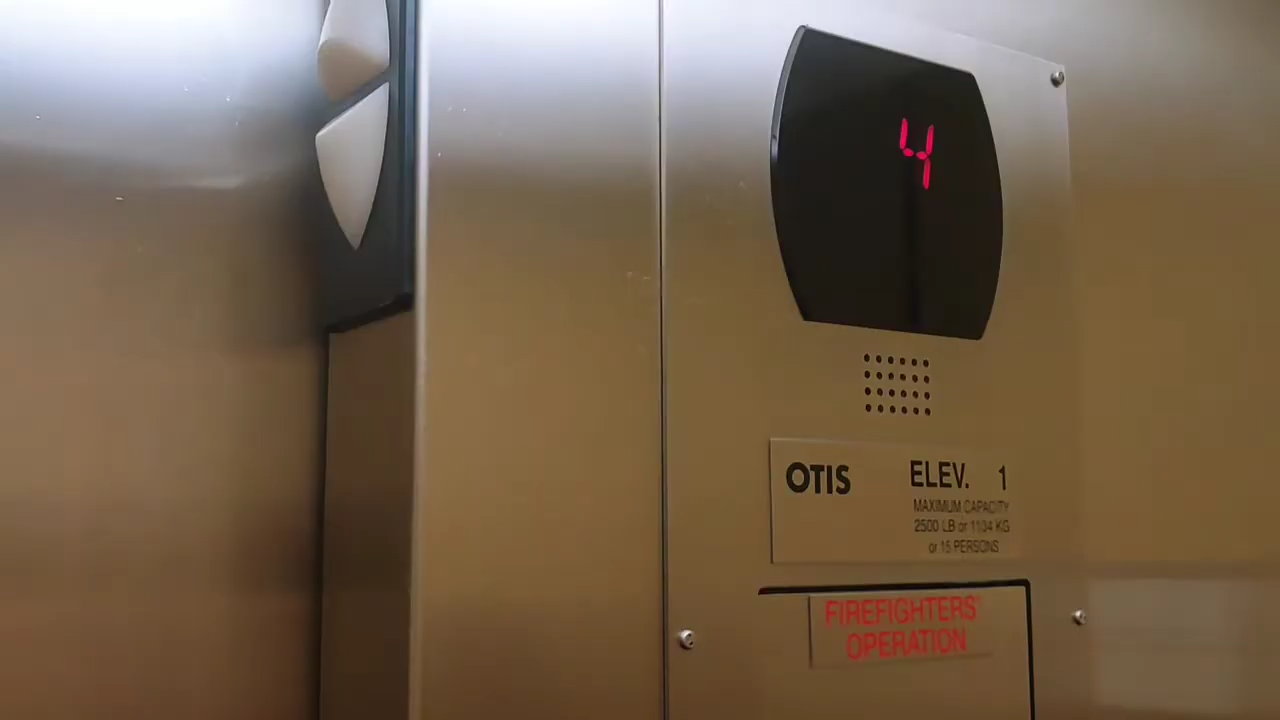 4
OTIS ELEV. 1
MAXIMUM CAPACITY
2500 LB or 1134 KG
or 15 PERSONS
FIREFIGHTERS'
OPERATION